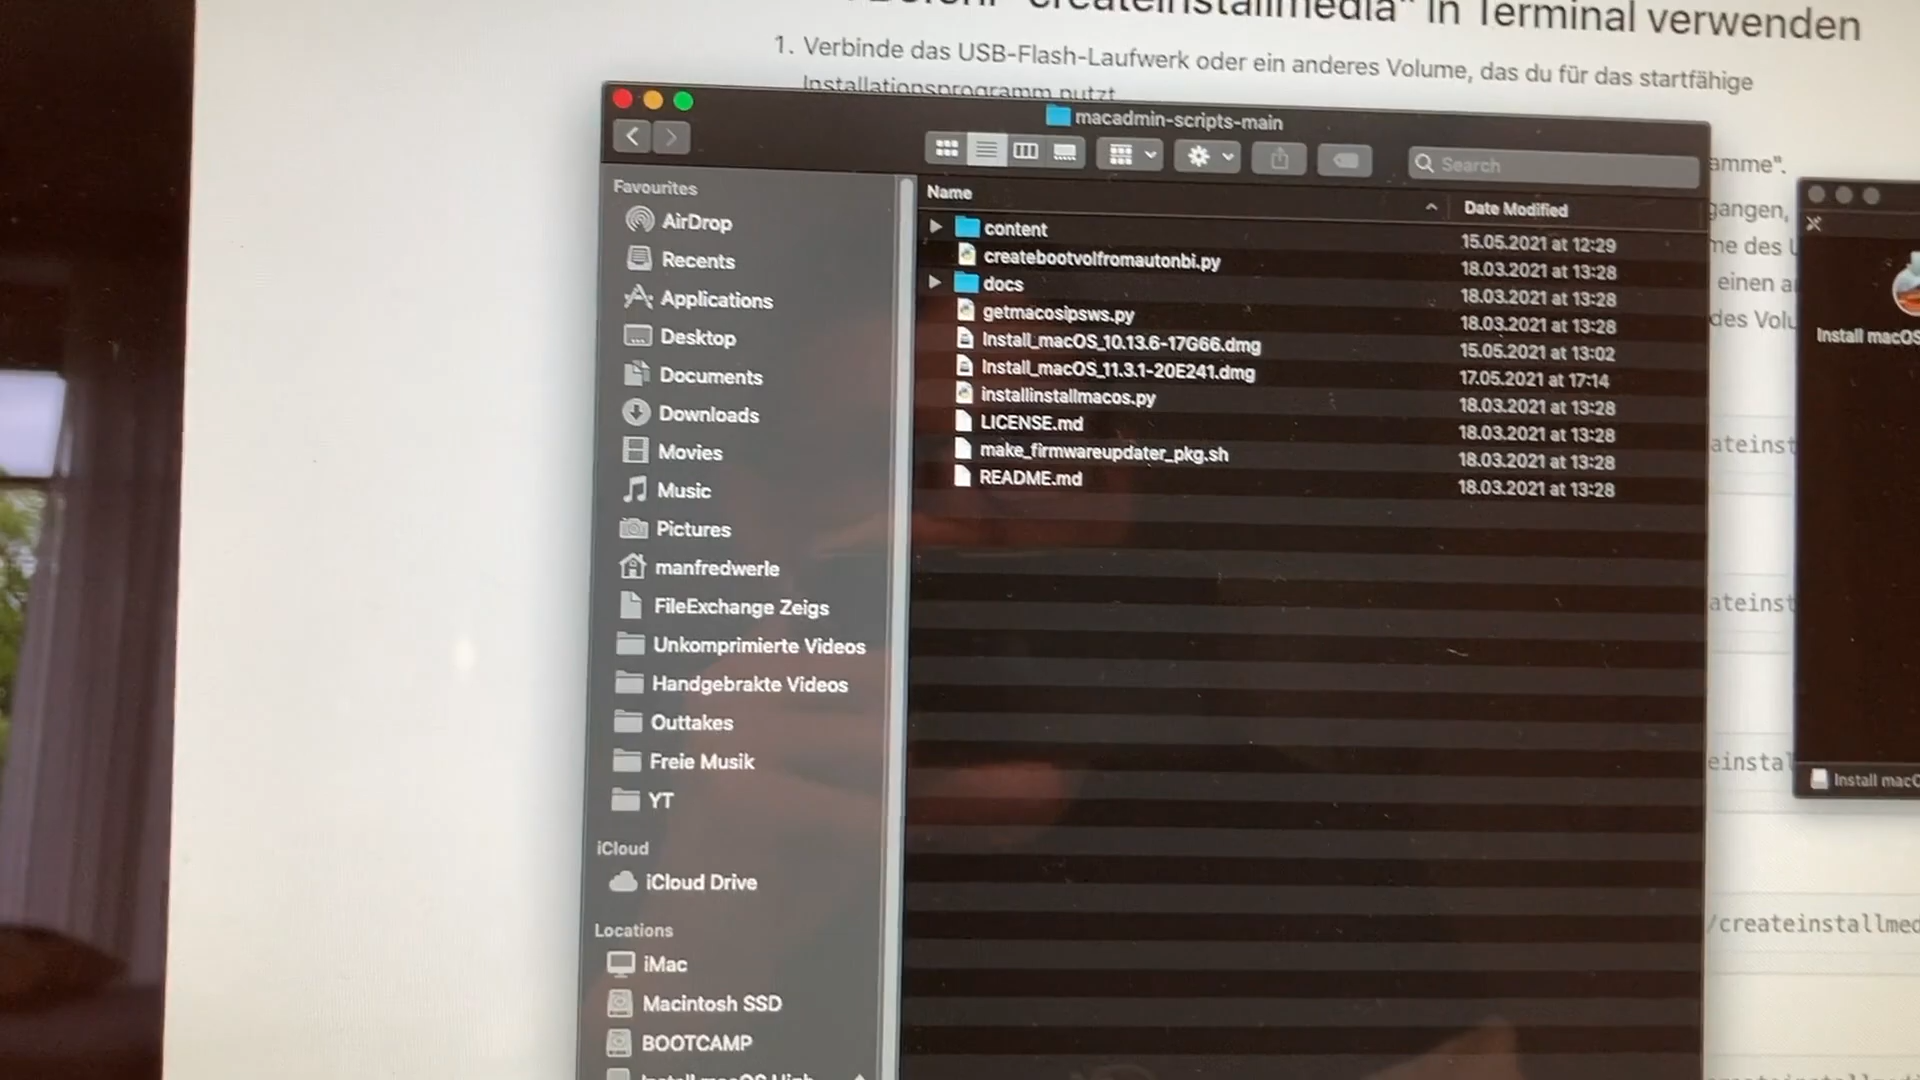 "createinstallmedia" in Terminal verwenden
1. Verbinde das USB-Flash-Laufwerk oder ein anderes Volume, das du für das startfähige
Installationsprogramm nutzt
macadmin-scripts-main
Search
amme".
gangen,
einen
des
Favourites
AirDrop
Recents
Applications
Desktop
Documents
Downloads
Movies
Music
Pictures
manfredwerle
FileExchange Zeigs
Unkomprimierte Videos
Handgebrakte Videos
Outtakes
Freie Musik
YT
iCloud
iCloud Drive
Locations
iMac
Macintosh SSD
BOOTCAMP
Install macOS High
Name Date Modified
content 15.05.2021 at 12:29
createbootvolfromautonbi.py 18.03.2021 at 13:28
docs 18.03.2021 at 13:28
getmacosipsws.py 18.03.2021 at 13:28
Install_macOS_10.13.6-17G66.dmg 15.05.2021 at 13:02
Install_macOS_11.3.1-20E241.dmg 17.05.2021 at 17:14
installinstallmacos.py 18.03.2021 at 13:28
LICENSE.md 18.03.2021 at 13:28
make_firmwareupdater_pkg.sh 18.03.2021 at 13:28
README.md 18.03.2021 at 13:28
Install macOS
ateinst
ateinst
einstal
Install macO
/createinstallmed